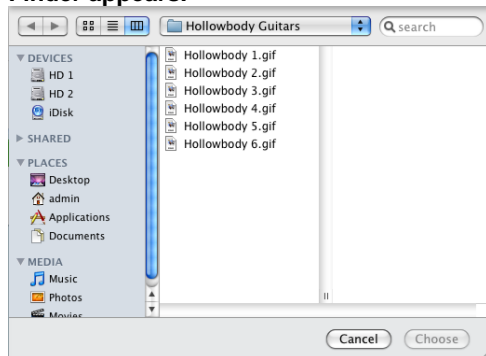 Finder appears.
Hollowbody Guitars
search
DEVICES
HD 1
HD 2
iDisk
SHARED
PLACES
Desktop
admin
Applications
Documents
MEDIA
Music
Photos
Movies
Hollowbody 1.gif
Hollowbody 2.gif
Hollowbody 3.gif
Hollowbody 4.gif
Hollowbody 5.gif
Hollowbody 6.gif
Cancel
Choose